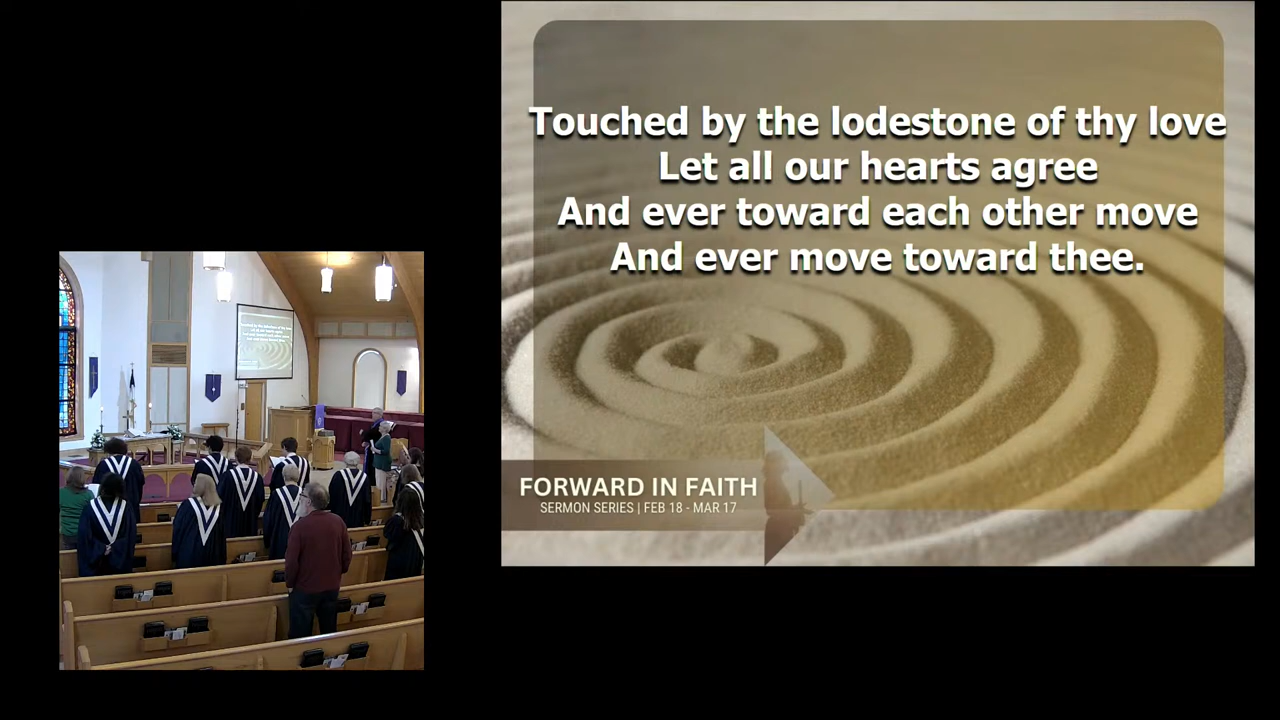 Touched by the lodestone of thy love
Let all our hearts agree
And ever toward each other move
And ever move toward thee.
FORWARD IN FAITH
SERMON SERIES | FEB 18 - MAR 17